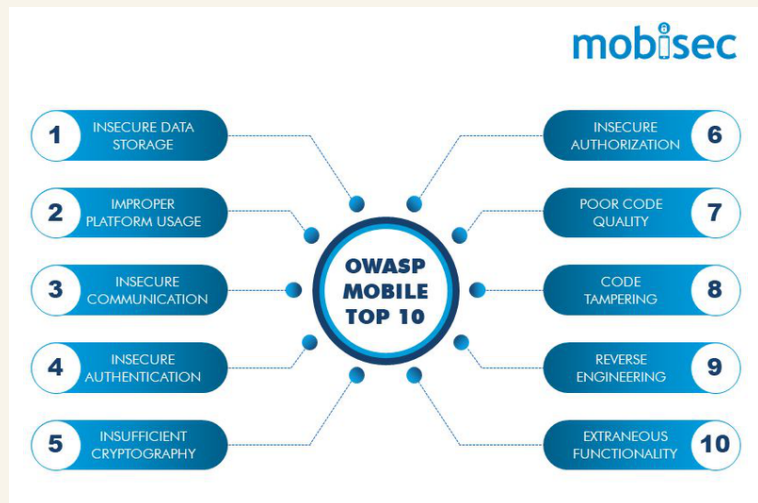 mobisec
1
INSECURE DATA
STORAGE
2
IMPROPER
PLATFORM USAGE
3
INSECURE
COMMUNICATION
4
INSECURE
AUTHENTICATION
5
INSUFFICIENT
CRYPTOGRAPHY
OWASP
MOBILE
TOP 10
INSECURE
AUTHORIZATION
6
POOR CODE
QUALITY
7
CODE
TAMPERING
8
REVERSE
ENGINEERING
9
EXTRANEOUS
FUNCTIONALITY
10